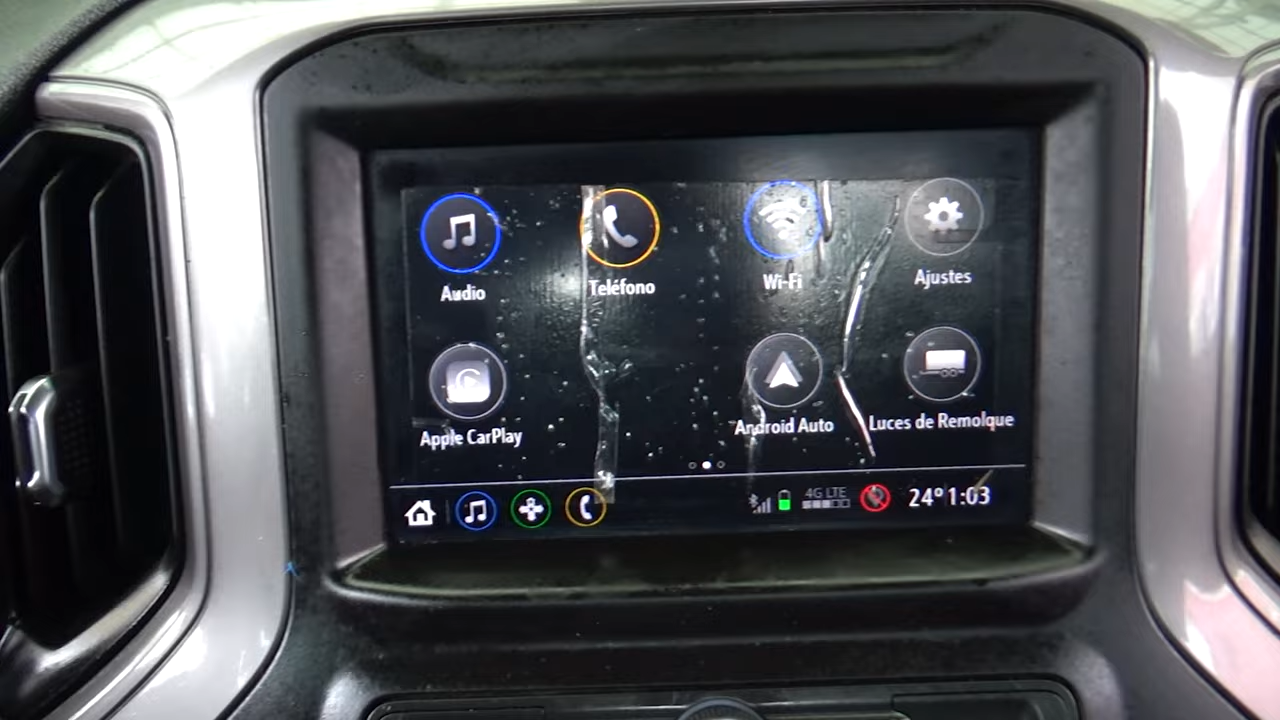 Audio
Teléfono
Wi-Fi
Ajustes
Apple CarPlay
Android Auto
Luces de Remolque
4G LTE
24° 1:03